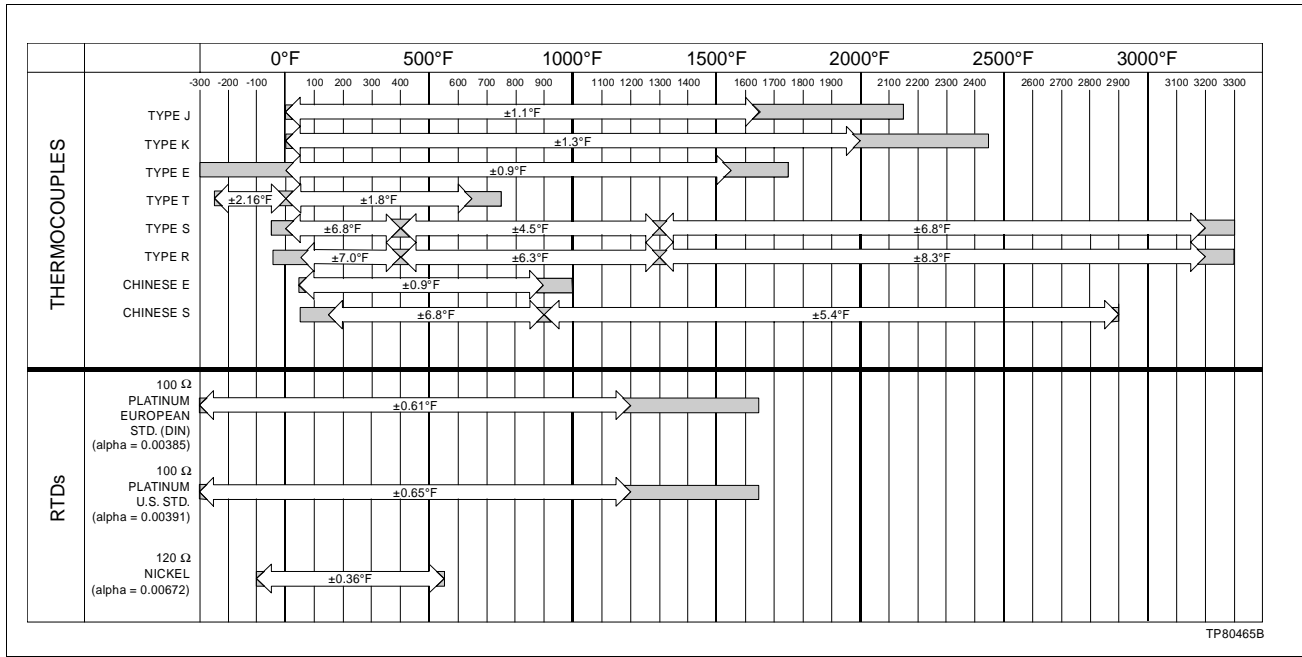 0°F 500°F 1000°F 1500°F 2000°F 2500°F 3000°F
-300 -200 -100 100 200 300 400 600 700 800 900 1100 1200 1300 1400 1600 1700 1800 1900 2100 2200 2300 2400 2600 2700 2800 2900 3100 3200 3300
THERMOCOUPLES
TYPE J ±1.1°F
TYPE K ±1.3°F
TYPE E ±0.9°F
TYPE T ±2.16°F ±1.8°F
TYPE S ±6.8°F ±4.5°F ±6.8°F
TYPE R ±7.0°F ±6.3°F ±8.3°F
CHINESE E ±0.9°F
CHINESE S ±6.8°F ±5.4°F
RTDs
100 Ω
PLATINUM ±0.61°F
EUROPEAN
STD. (DIN)
(alpha = 0.00385)
100 Ω
PLATINUM ±0.65°F
U.S. STD.
(alpha = 0.00391)
120 Ω
NICKEL ±0.36°F
(alpha = 0.00672)
TP80465B